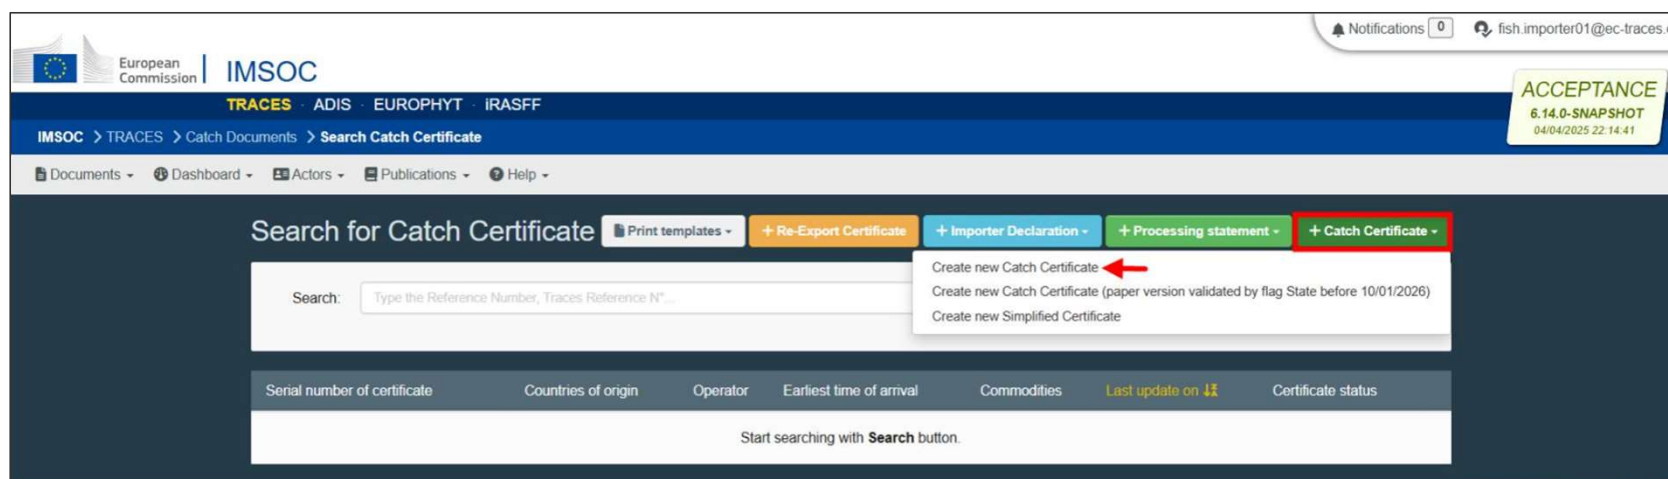 Notifications 0 fish.importer01@ec-traces.
European
Commission
IMSOC
ACCEPTANCE
6.14.0-SNAPSHOT
04/04/2025 22:14:41
TRACES · ADIS · EUROPHYT · iRASFF
IMSOC > TRACES > Catch Documents > Search Catch Certificate
Documents Dashboard Actors Publications Help
Search for Catch Certificate Print templates + Re-Export Certificate + Importer Declaration + Processing statement + Catch Certificate
Create new Catch Certificate
Search: Type the Reference Number, Traces Reference N°...
Create new Catch Certificate (paper version validated by flag State before 10/01/2026)
Create new Simplified Certificate
Serial number of certificate Countries of origin Operator Earliest time of arrival Commodities Last update on Certificate status
Start searching with Search button.